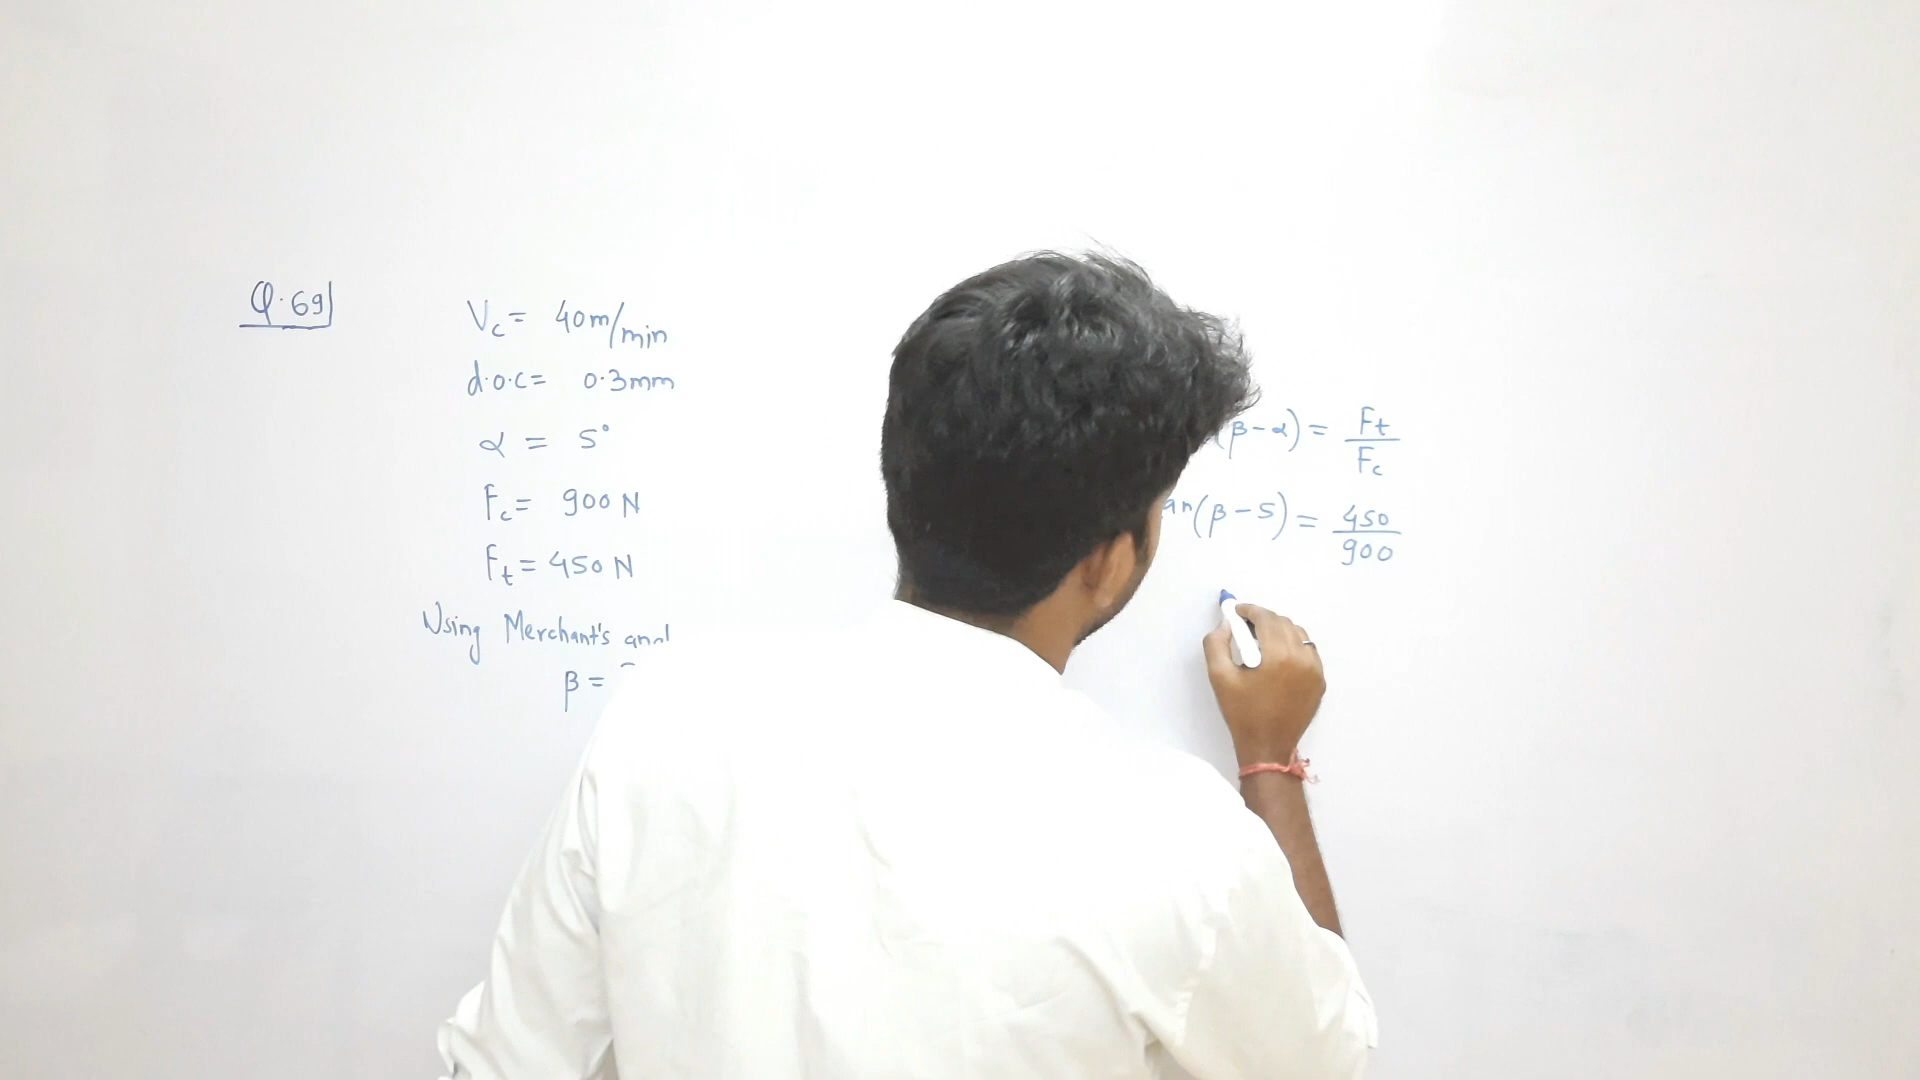 Q.69
Vc = 40m/min
d.o.c = 0.3mm
α = 5°
Fc = 900 N
Ft = 450 N
Using Merchant's
β =
(β-α) = Ft/Fc
(β-5) = 450/900